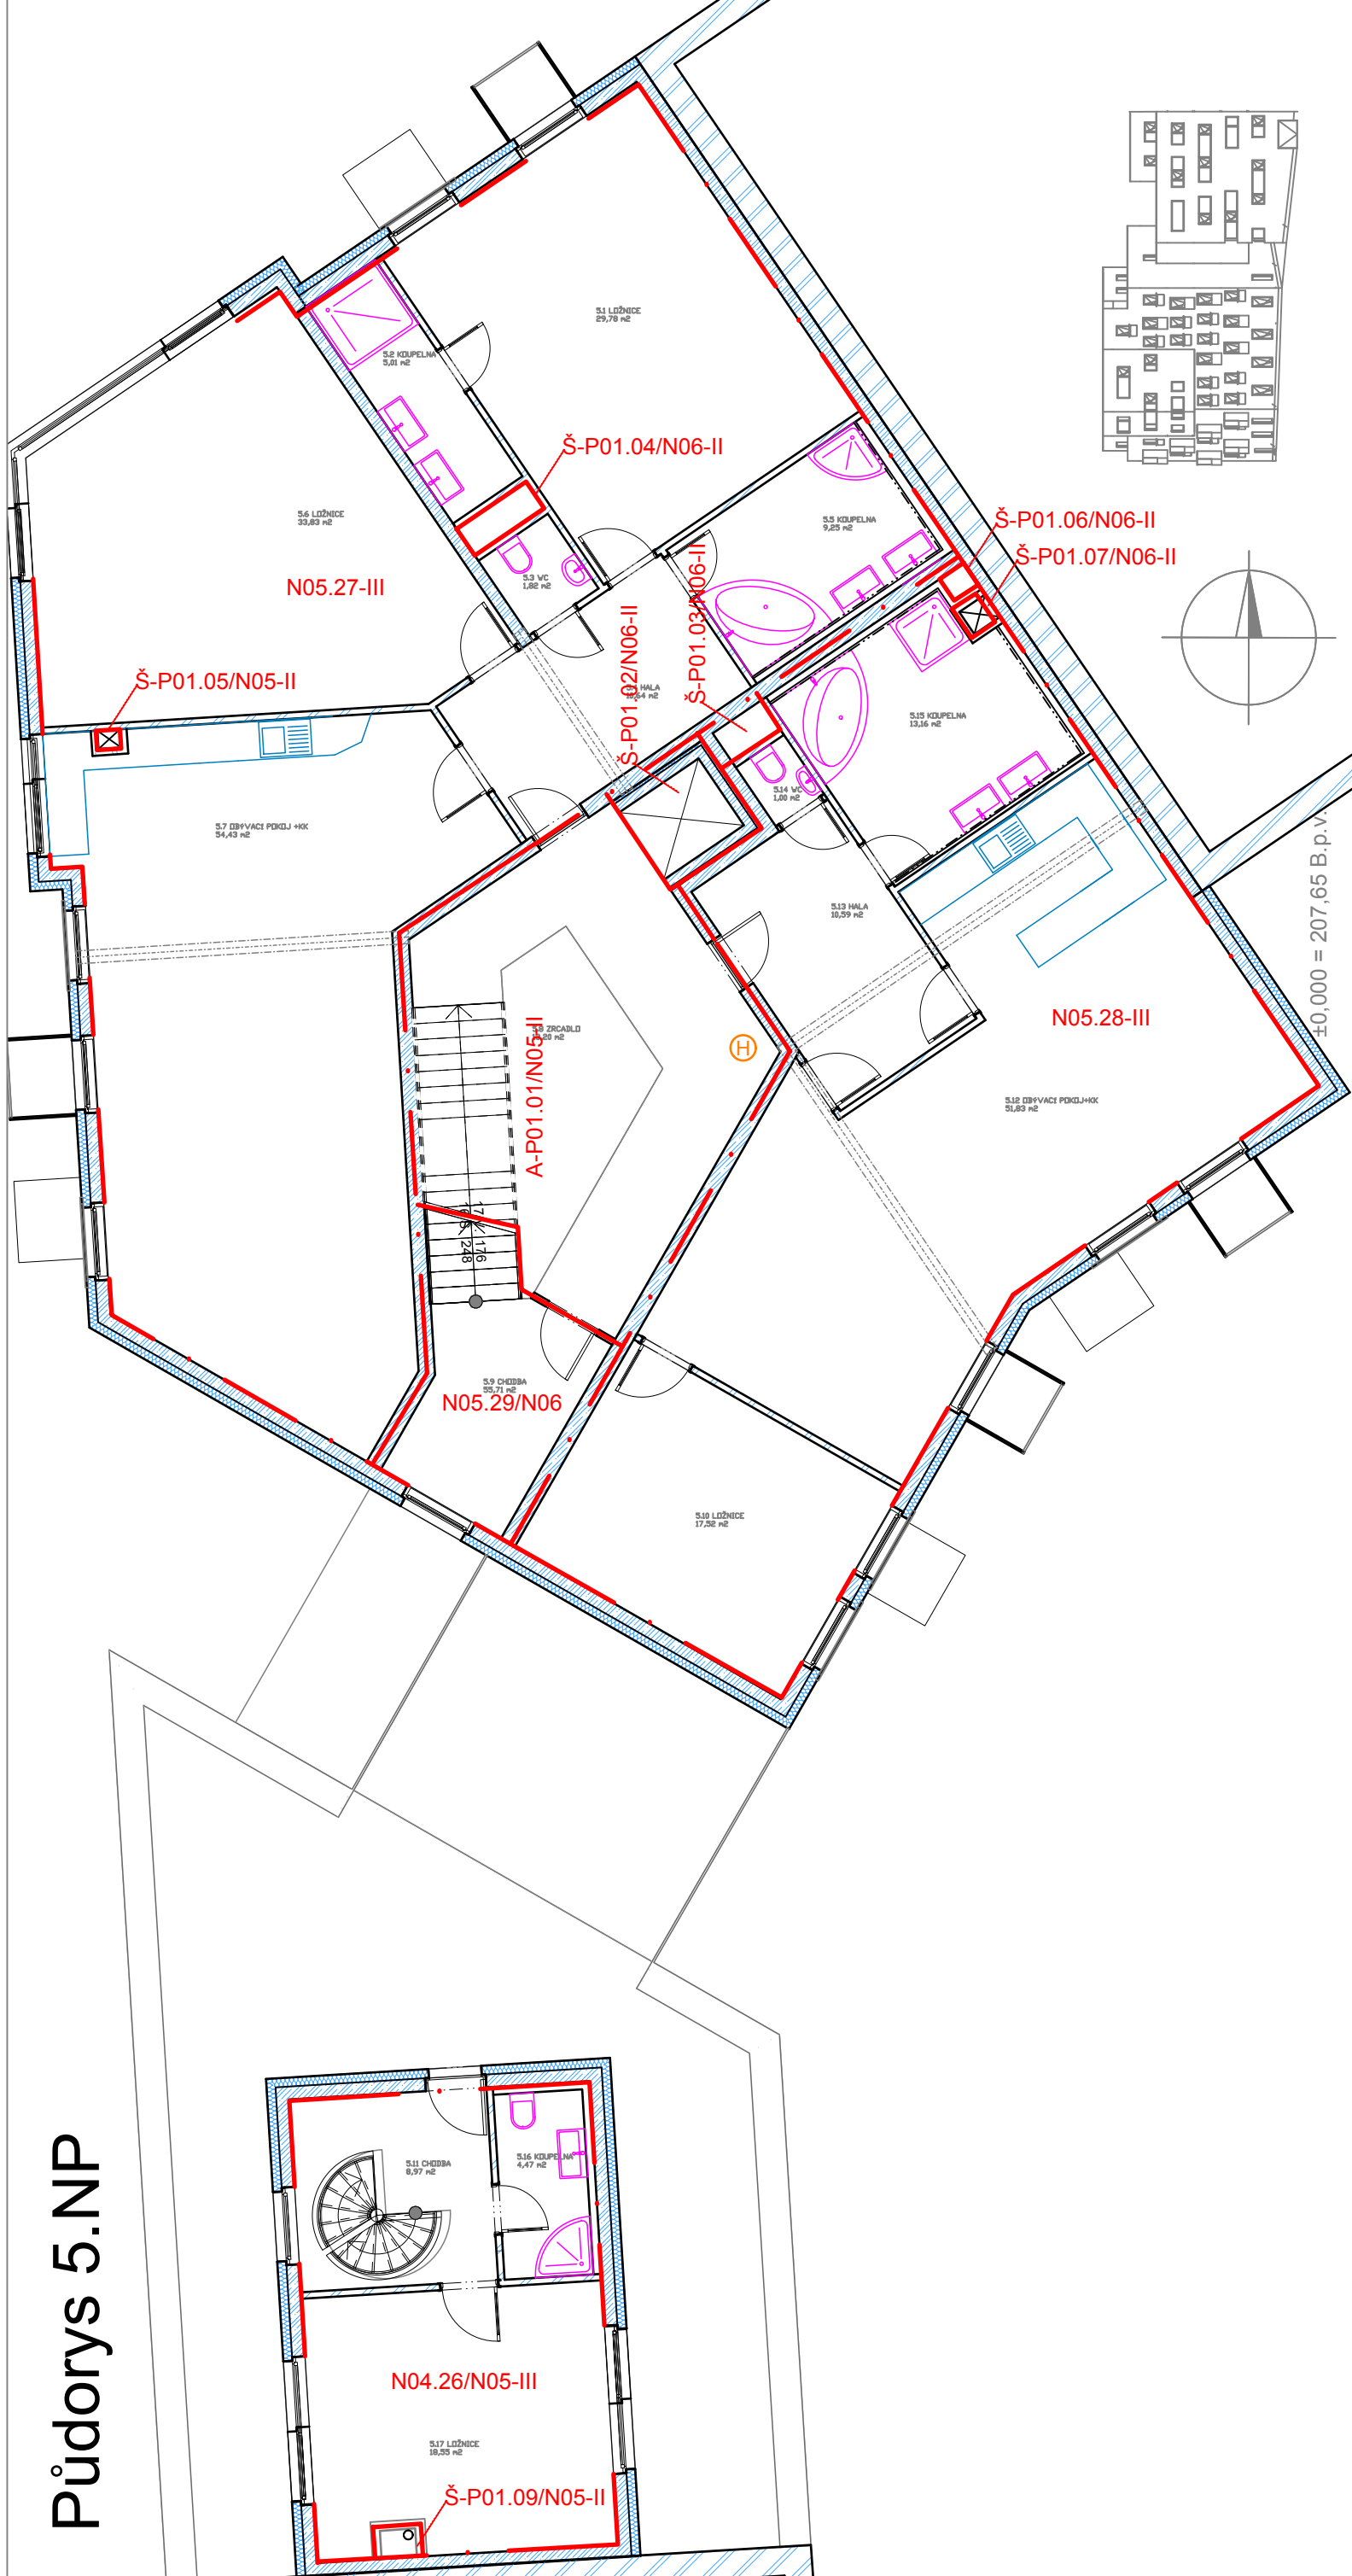 5.1 LOŽNICE
29,78 m2
5.2 KOUPELNA
5,01 m2
Š-P01.04/N06-II
5.6 LOŽNICE
33,83 m2
5.5 KOUPELNA
9,25 m2
Š-P01.06/N06-II
Š-P01.07/N06-II
N05.27-III
5.3 WC
1,82 m2
Š-P01.02/N06-II
Š-P01.03/N06-II
Š-P01.05/N05-II
HALA
5.15 KOUPELNA
13,16 m2
5.7 OBÝVACÍ POKOJ +KK
54,43 m2
5.14 WC
1,00 m2
5.13 HALA
10,59 m2
±0,000 = 207,65 B.p.v.
N05.28-III
5.8 ZRCADLO
A-P01.01/N05-II
H
5.12 OBÝVACÍ POKOJ+KK
51,83 m2
176
248
5.9 CHODBA
55,71 m2
N05.29/N06
5.10 LOŽNICE
17,52 m2
Půdorys 5.NP
5.11 CHODBA
8,97 m2
5.16 KOUPELNA
4,47 m2
N04.26/N05-III
5.17 LOŽNICE
18,55 m2
Š-P01.09/N05-II